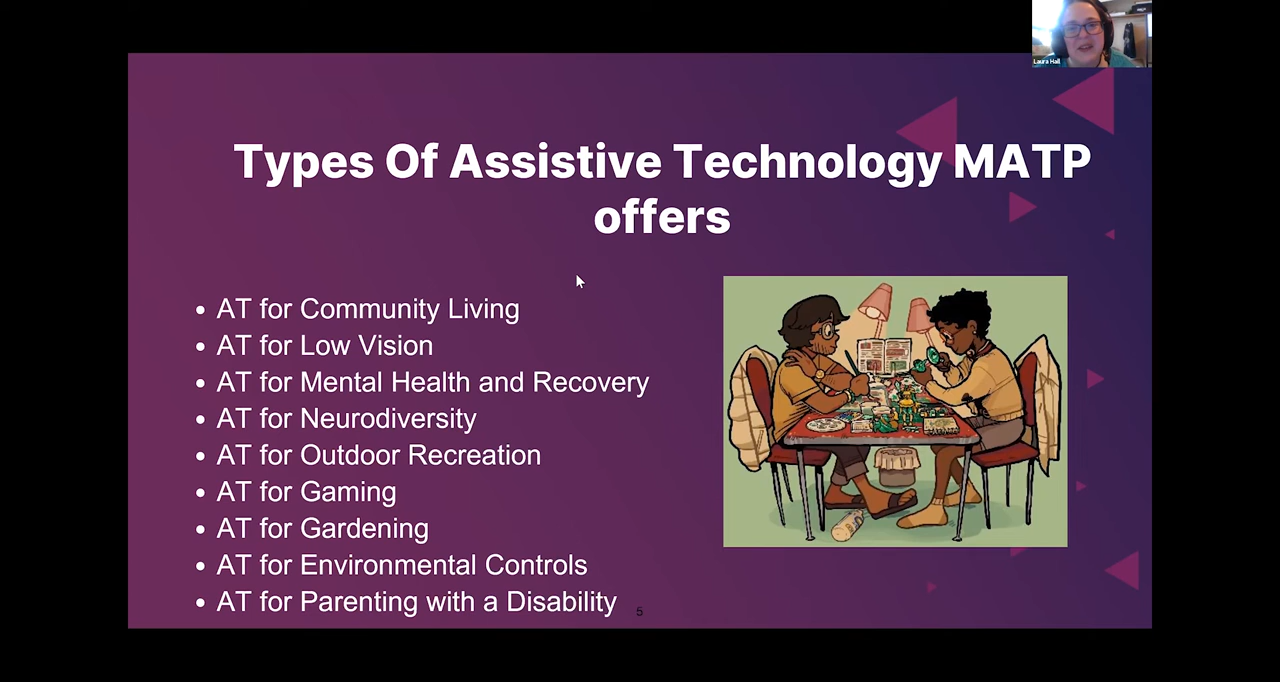 Laura Hall
Types Of Assistive Technology MATP
offers
• AT for Community Living
• AT for Low Vision
• AT for Mental Health and Recovery
• AT for Neurodiversity
• AT for Outdoor Recreation
• AT for Gaming
• AT for Gardening
• AT for Environmental Controls
• AT for Parenting with a Disability
5